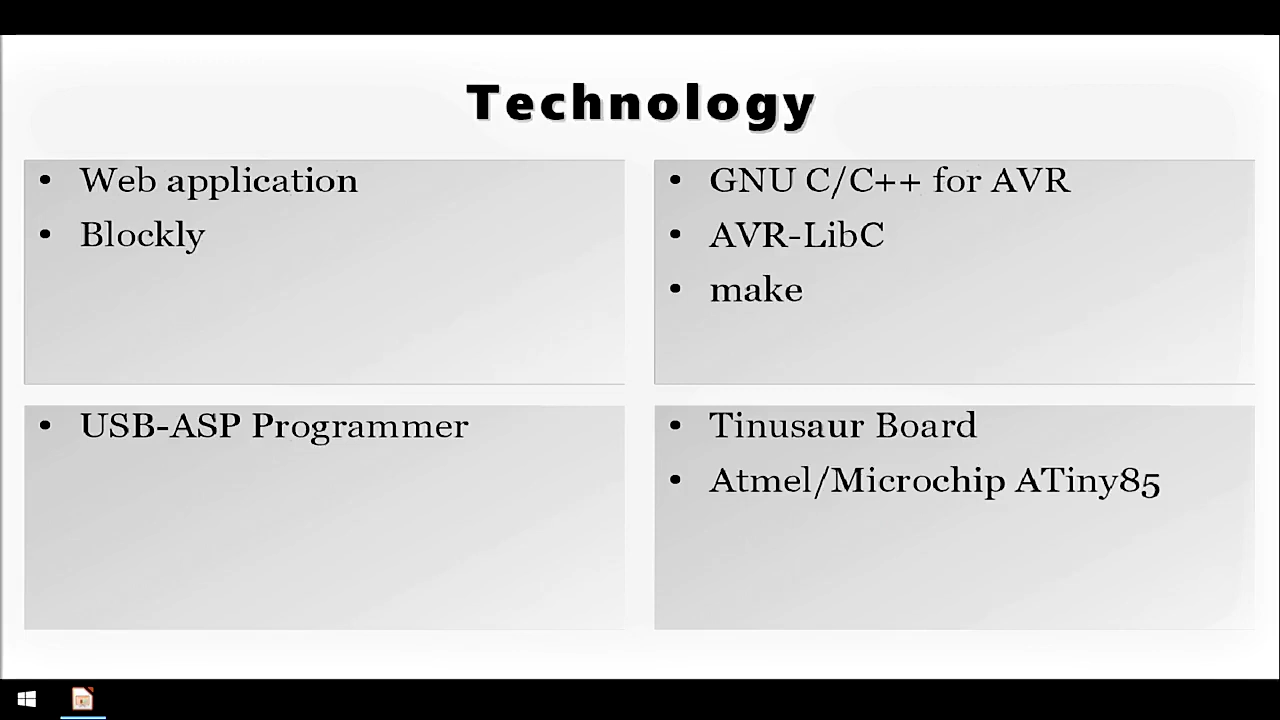 Technology
• Web application
• Blockly
• GNU C/C++ for AVR
• AVR-LibC
• make
• USB-ASP Programmer
• Tinusaur Board
• Atmel/Microchip ATiny85